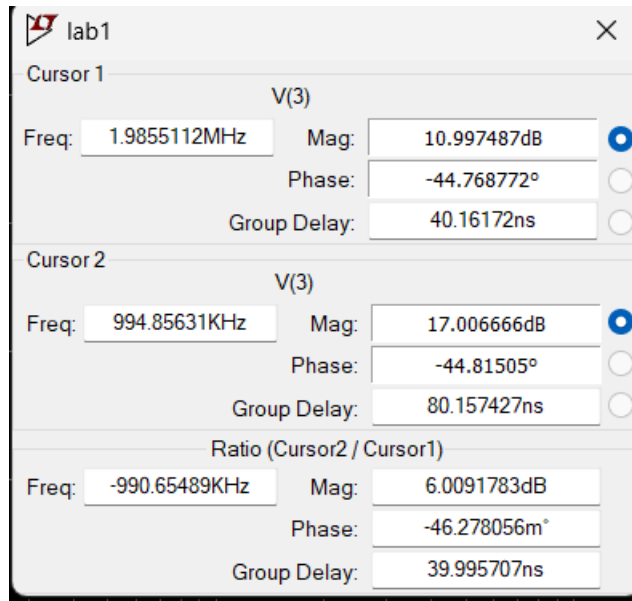 lab1
Cursor 1
V(3)
Freq: 1.9855112MHz Mag: 10.997487dB
Phase: -44.768772º
Group Delay: 40.16172ns
Cursor 2
V(3)
Freq: 994.85631KHz Mag: 17.006666dB
Phase: -44.81505º
Group Delay: 80.157427ns
Ratio (Cursor2 / Cursor1)
Freq: -990.65489KHz Mag: 6.0091783dB
Phase: -46.278056m°
Group Delay: 39.995707ns